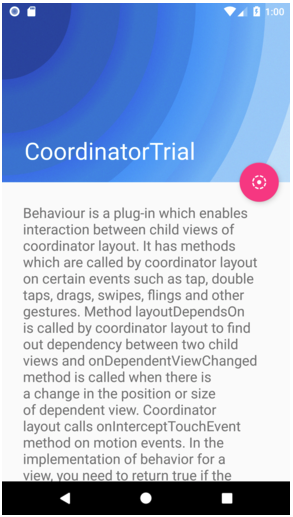 1:00
CoordinatorTrial
Behaviour is a plug-in which enables
interaction between child views of
coordinator layout. It has methods
which are called by coordinator layout
on certain events such as tap, double
taps, drags, swipes, flings and other
gestures. Method layoutDependsOn
is called by coordinator layout to find
out dependency between two child
views and onDependentViewChanged
method is called when there is
a change in the position or size
of dependent view. Coordinator
layout calls onInterceptTouchEvent
method on motion events. In the
implementation of behavior for a
view, you need to return true if the